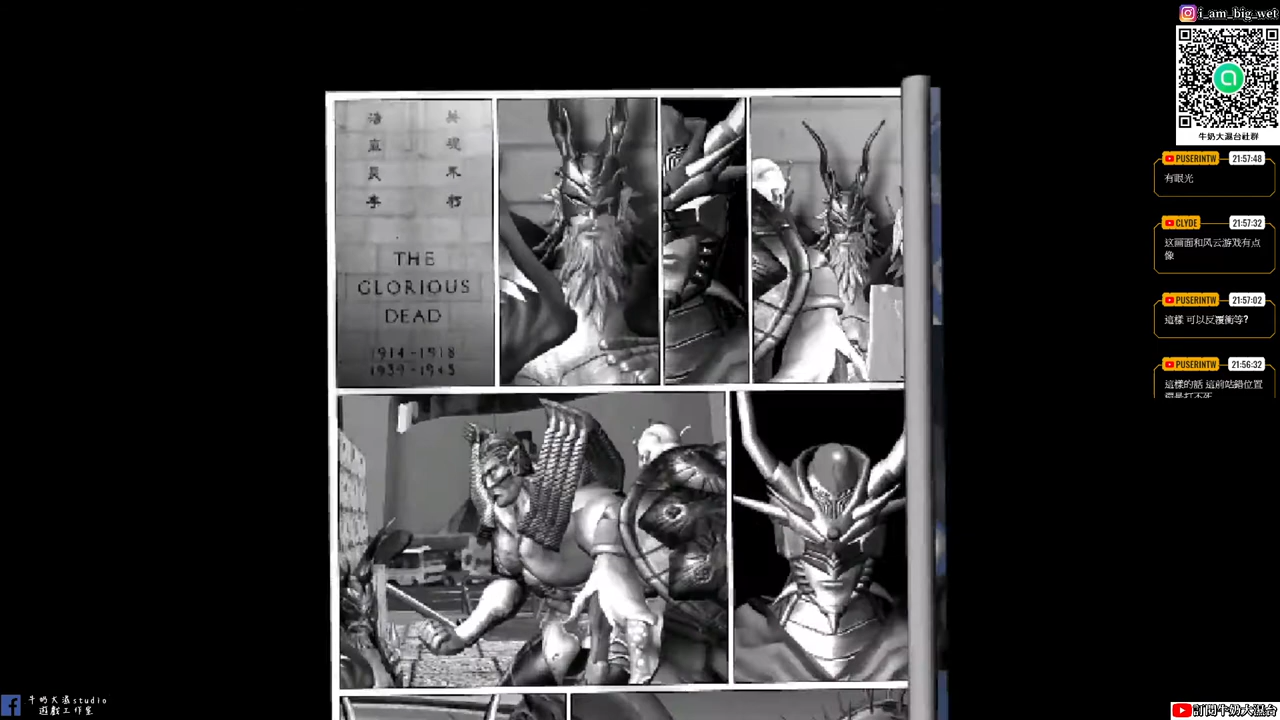 i_am_big_wet
牛奶大濕台社群
PUSERINTW 21:57:48
有眼光
CLYDE 21:57:32
这画面和风云游戏有点
像
PUSERINTW 21:57:02
這樣 可以反覆衝等?
PUSERINTW 21:56:32
這樣的話 這前站錯位置
浩 英
氣 魂
長 不
存 朽
THE
GLORIOUS
DEAD
1914-1918
1939-1945
牛奶大濕studio
遊戲工作室
訂閱牛奶大濕台